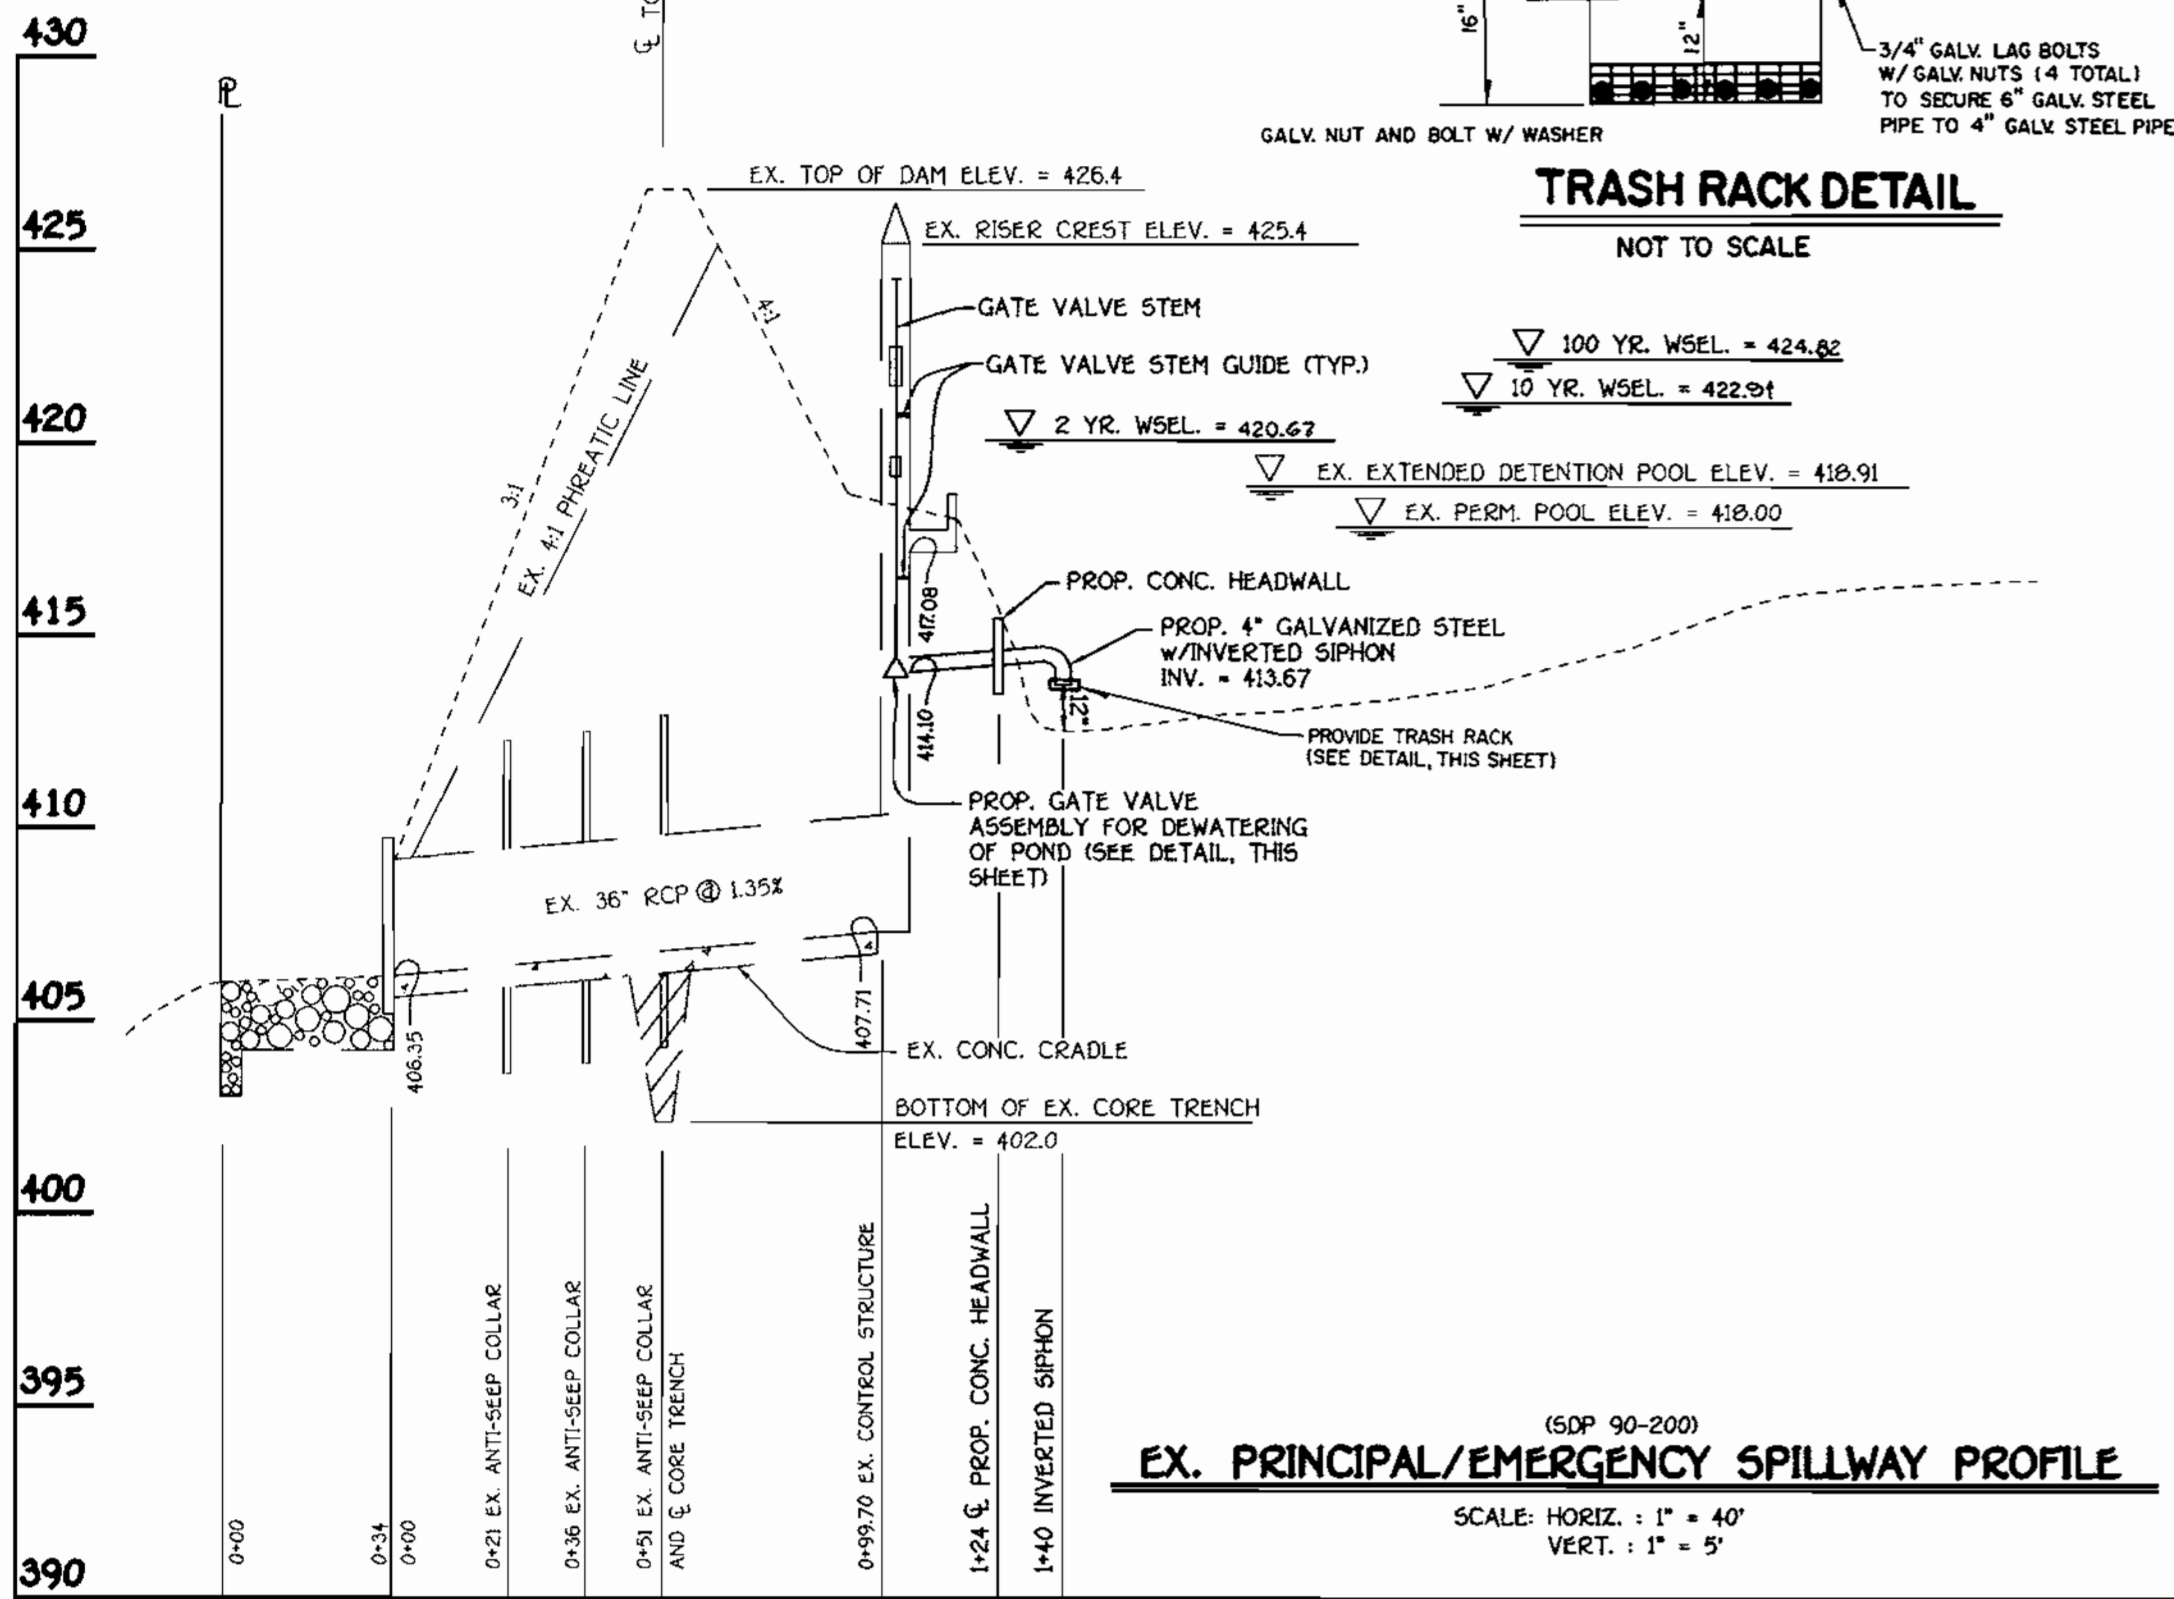 430
425
420
415
410
405
400
395
390
PL
16"
12"
3/4" GALV. LAG BOLTS
W/ GALV. NUTS (4 TOTAL)
TO SECURE 6" GALV. STEEL
PIPE TO 4" GALV. STEEL PIPE
GALV. NUT AND BOLT W/ WASHER
TRASH RACK DETAIL
NOT TO SCALE
EX. TOP OF DAM ELEV. = 426.4
EX. RISER CREST ELEV. = 425.4
GATE VALVE STEM
GATE VALVE STEM GUIDE (TYP.)
100 YR. WSEL. = 424.82
10 YR. WSEL. = 422.91
2 YR. WSEL. = 420.67
EX. EXTENDED DETENTION POOL ELEV. = 418.91
EX. PERM. POOL ELEV. = 418.00
3:1
4:1
EX. 4:1 PHREATIC LINE
PROP. CONC. HEADWALL
PROP. 4" GALVANIZED STEEL
W/INVERTED SIPHON
INV. = 413.67
417.08
414.10
12"
PROVIDE TRASH RACK
(SEE DETAIL, THIS SHEET)
PROP. GATE VALVE
ASSEMBLY FOR DEWATERING
OF POND (SEE DETAIL, THIS
SHEET)
EX. 36" RCP @ 1.35%
406.35
407.71
EX. CONC. CRADLE
BOTTOM OF EX. CORE TRENCH
ELEV. = 402.0
0+00
0+34
0+00
0+21 EX. ANTI-SEEP COLLAR
0+36 EX. ANTI-SEEP COLLAR
0+51 EX. ANTI-SEEP COLLAR
AND CL CORE TRENCH
0+99.70 EX. CONTROL STRUCTURE
1+24 CL PROP. CONC. HEADWALL
1+40 INVERTED SIPHON
(SDP 90-200)
EX. PRINCIPAL/EMERGENCY SPILLWAY PROFILE
SCALE: HORIZ. : 1" = 40'
VERT. : 1" = 5'